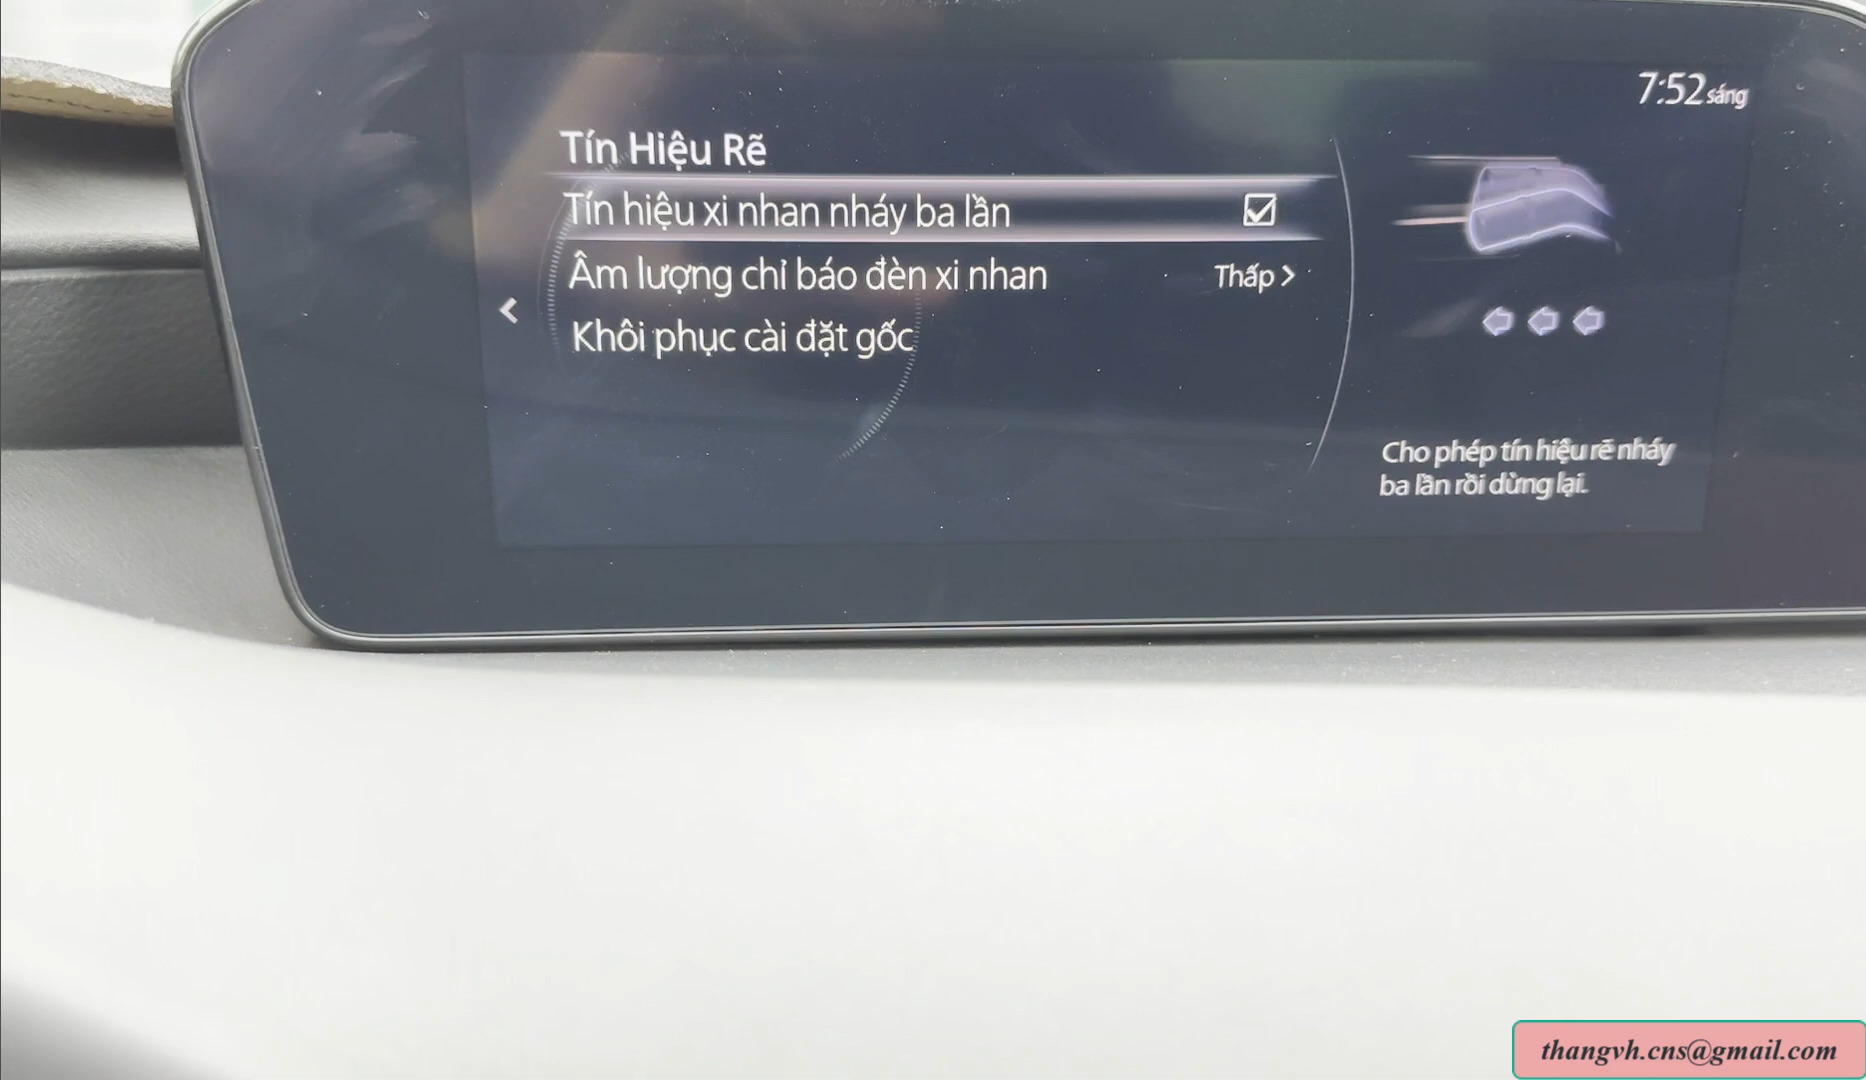 7:52 sáng
Tín Hiệu Rẽ
Tín hiệu xi nhan nháy ba lần
Âm lượng chỉ báo đèn xi nhan Thấp >
Khôi phục cài đặt gốc
Cho phép tín hiệu rẽ nháy
ba lần rồi dừng lại.
thangvh.cns@gmail.com